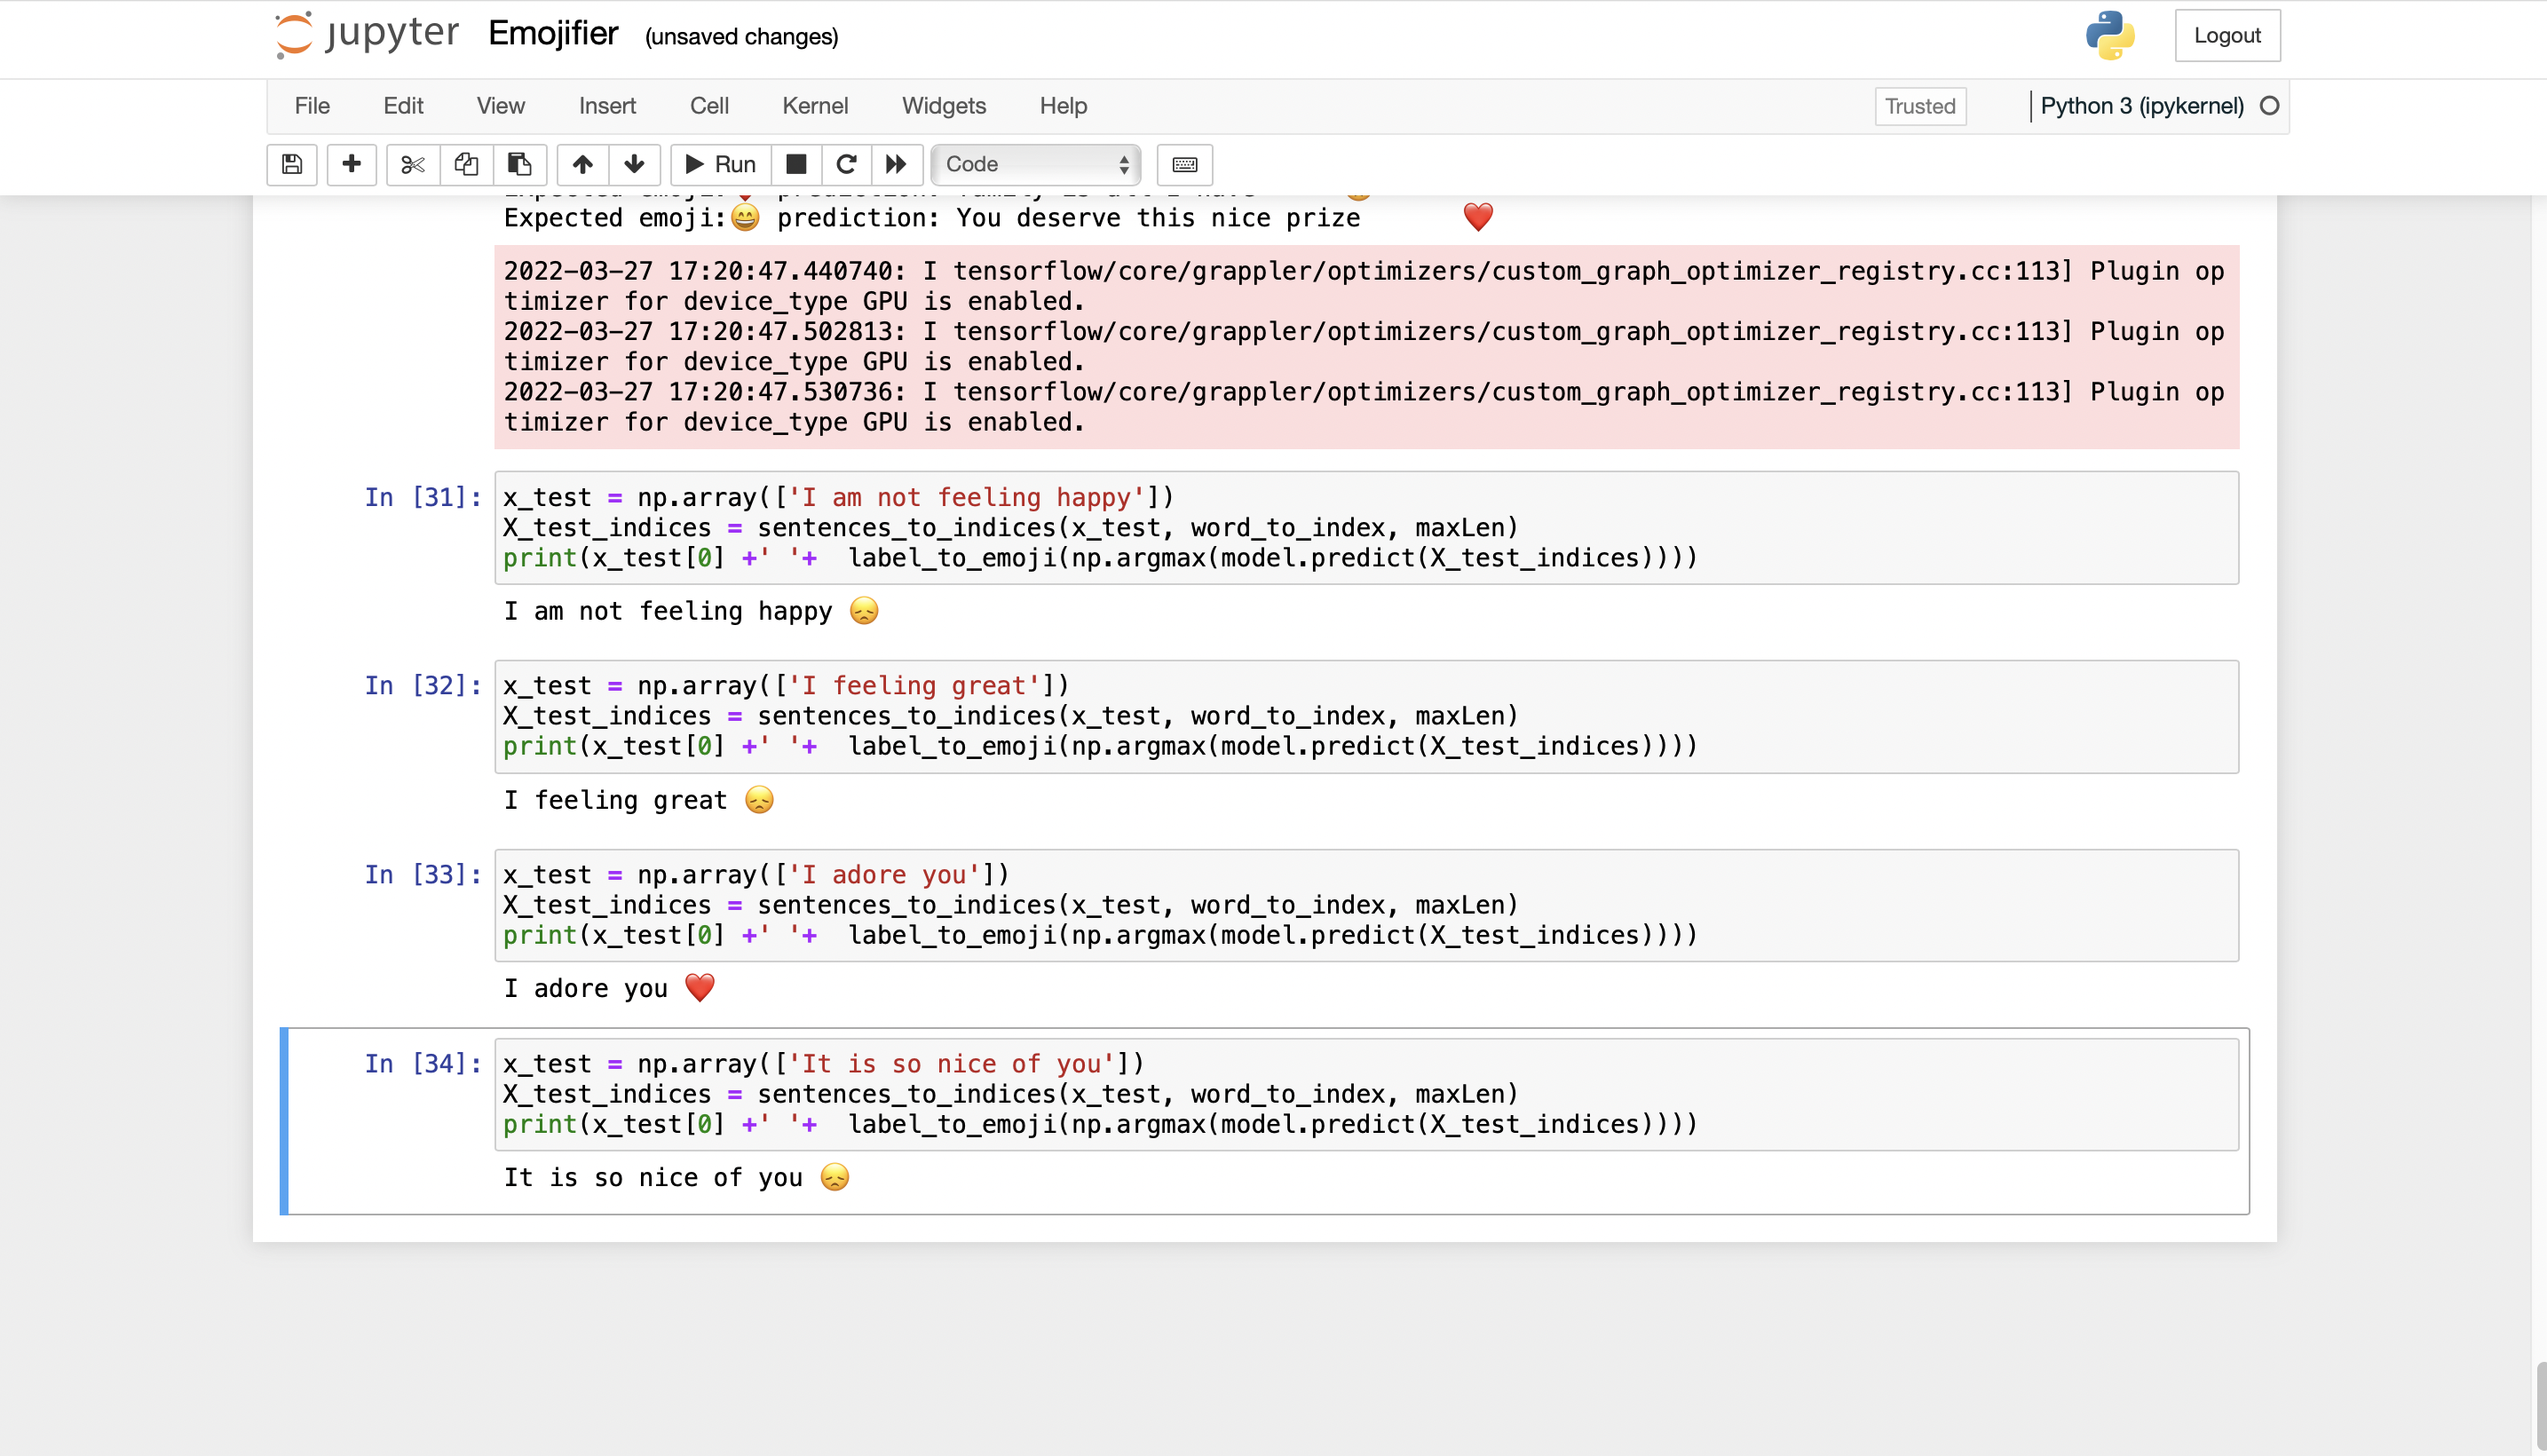 jupyter Emojifier (unsaved changes)
Logout
File Edit View Insert Cell Kernel Widgets Help
Trusted
Python 3 (ipykernel)
Run
Code
Expected emoji:😄 prediction: You deserve this nice prize ❤️
2022-03-27 17:20:47.440740: I tensorflow/core/grappler/optimizers/custom_graph_optimizer_registry.cc:113] Plugin op
timizer for device_type GPU is enabled.
2022-03-27 17:20:47.502813: I tensorflow/core/grappler/optimizers/custom_graph_optimizer_registry.cc:113] Plugin op
timizer for device_type GPU is enabled.
2022-03-27 17:20:47.530736: I tensorflow/core/grappler/optimizers/custom_graph_optimizer_registry.cc:113] Plugin op
timizer for device_type GPU is enabled.
In [31]: x_test = np.array(['I am not feeling happy'])
X_test_indices = sentences_to_indices(x_test, word_to_index, maxLen)
print(x_test[0] +' '+  label_to_emoji(np.argmax(model.predict(X_test_indices))))
I am not feeling happy 😞
In [32]: x_test = np.array(['I feeling great'])
X_test_indices = sentences_to_indices(x_test, word_to_index, maxLen)
print(x_test[0] +' '+  label_to_emoji(np.argmax(model.predict(X_test_indices))))
I feeling great 😞
In [33]: x_test = np.array(['I adore you'])
X_test_indices = sentences_to_indices(x_test, word_to_index, maxLen)
print(x_test[0] +' '+  label_to_emoji(np.argmax(model.predict(X_test_indices))))
I adore you ❤️
In [34]: x_test = np.array(['It is so nice of you'])
X_test_indices = sentences_to_indices(x_test, word_to_index, maxLen)
print(x_test[0] +' '+  label_to_emoji(np.argmax(model.predict(X_test_indices))))
It is so nice of you 😞